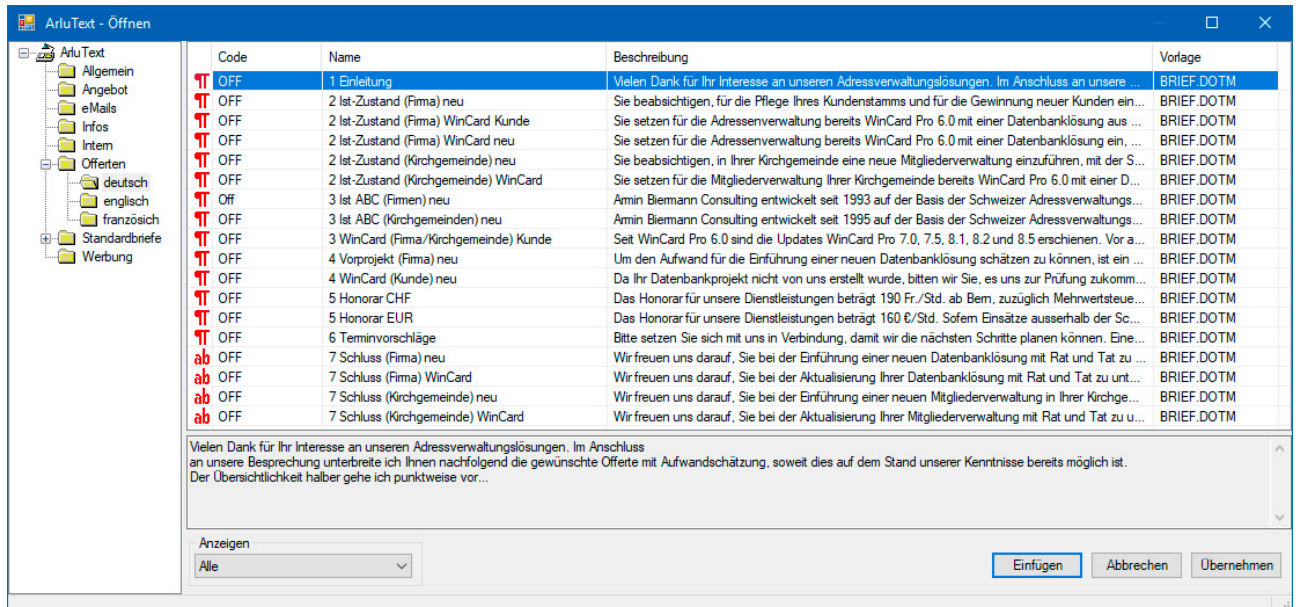 ArluText - Öffnen
ArluText
Allgemein
Angebot
eMails
Infos
Intern
Offerten
deutsch
englisch
französich
Standardbriefe
Werbung
Code Name Beschreibung Vorlage
OFF 1 Einleitung Vielen Dank für Ihr Interesse an unseren Adressverwaltungslösungen. Im Anschluss an unsere ... BRIEF.DOTM
OFF 2 Ist-Zustand (Firma) neu Sie beabsichtigen, für die Pflege Ihres Kundenstamms und für die Gewinnung neuer Kunden ein... BRIEF.DOTM
OFF 2 Ist-Zustand (Firma) WinCard Kunde Sie setzen für die Adressenverwaltung bereits WinCard Pro 6.0 mit einer Datenbanklösung aus ... BRIEF.DOTM
OFF 2 Ist-Zustand (Firma) WinCard neu Sie setzen für die Adressenverwaltung bereits WinCard Pro 6.0 mit einer Datenbanklösung ein, ... BRIEF.DOTM
OFF 2 Ist-Zustand (Kirchgemeinde) neu Sie beabsichtigen, in Ihrer Kirchgemeinde eine neue Mitgliederverwaltung einzuführen, mit der S... BRIEF.DOTM
OFF 2 Ist-Zustand (Kirchgemeinde) WinCard Sie setzen für die Mitgliederverwaltung Ihrer Kirchgemeinde bereits WinCard Pro 6.0 mit einer D... BRIEF.DOTM
Off 3 Ist ABC (Firmen) neu Armin Biermann Consulting entwickelt seit 1993 auf der Basis der Schweizer Adressverwaltungs... BRIEF.DOTM
OFF 3 Ist ABC (Kirchgemeinden) neu Armin Biermann Consulting entwickelt seit 1995 auf der Basis der Schweizer Adressverwaltungs... BRIEF.DOTM
OFF 3 WinCard (Firma/Kirchgemeinde) Kunde Seit WinCard Pro 6.0 sind die Updates WinCard Pro 7.0, 7.5, 8.1, 8.2 und 8.5 erschienen. Vor a... BRIEF.DOTM
OFF 4 Vorprojekt (Firma) neu Um den Aufwand für die Einführung einer neuen Datenbanklösung schätzen zu können, ist ein ... BRIEF.DOTM
OFF 4 WinCard (Kunde) neu Da Ihr Datenbankprojekt nicht von uns erstellt wurde, bitten wir Sie, es uns zur Prüfung zukomm... BRIEF.DOTM
OFF 5 Honorar CHF Das Honorar für unsere Dienstleistungen beträgt 190 Fr./Std. ab Bern, zuzüglich Mehrwertsteue... BRIEF.DOTM
OFF 5 Honorar EUR Das Honorar für unsere Dienstleistungen beträgt 160 €/Std. Sofern Einsätze ausserhalb der Sc... BRIEF.DOTM
OFF 6 Terminvorschläge Bitte setzen Sie sich mit uns in Verbindung, damit wir die nächsten Schritte planen können. Eine... BRIEF.DOTM
ab OFF 7 Schluss (Firma) neu Wir freuen uns darauf, Sie bei der Einführung einer neuen Datenbanklösung mit Rat und Tat zu ... BRIEF.DOTM
ab OFF 7 Schluss (Firma) WinCard Wir freuen uns darauf, Sie bei der Aktualisierung Ihrer Datenbanklösung mit Rat und Tat zu unt... BRIEF.DOTM
ab OFF 7 Schluss (Kirchgemeinde) neu Wir freuen uns darauf, Sie bei der Einführung einer neuen Mitgliederverwaltung in Ihrer Kirchge... BRIEF.DOTM
ab OFF 7 Schluss (Kirchgemeinde) WinCard Wir freuen uns darauf, Sie bei der Aktualisierung Ihrer Mitgliederverwaltung mit Rat und Tat zu u... BRIEF.DOTM
Vielen Dank für Ihr Interesse an unseren Adressverwaltungslösungen. Im Anschluss
an unsere Besprechung unterbreite ich Ihnen nachfolgend die gewünschte Offerte mit Aufwandschätzung, soweit dies auf dem Stand unserer Kenntnisse bereits möglich ist.
Der Übersichtlichkeit halber gehe ich punktweise vor...
Anzeigen
Alle
Einfügen Abbrechen Übernehmen